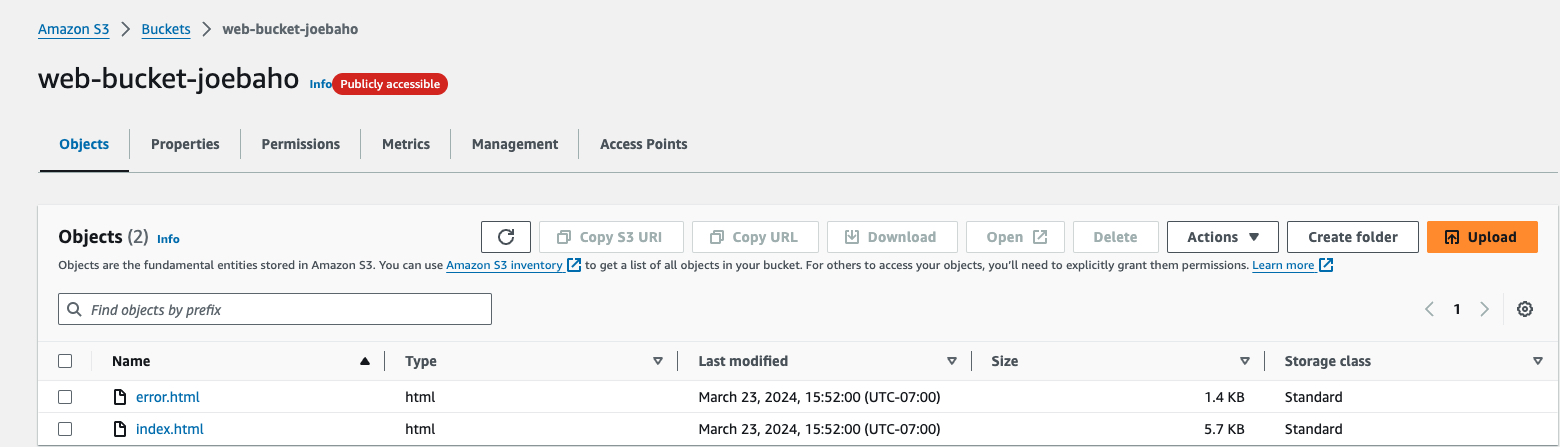 Amazon S3 > Buckets > web-bucket-joebaho
web-bucket-joebaho Info Publicly accessible
Objects Properties Permissions Metrics Management Access Points
Objects (2) Info Copy S3 URI Copy URL Download Open Delete Actions Create folder Upload
Objects are the fundamental entities stored in Amazon S3. You can use Amazon S3 inventory to get a list of all objects in your bucket. For others to access your objects, you'll need to explicitly grant them permissions. Learn more
Find objects by prefix 1
Name Type Last modified Size Storage class
error.html html March 23, 2024, 15:52:00 (UTC-07:00) 1.4 KB Standard
index.html html March 23, 2024, 15:52:00 (UTC-07:00) 5.7 KB Standard